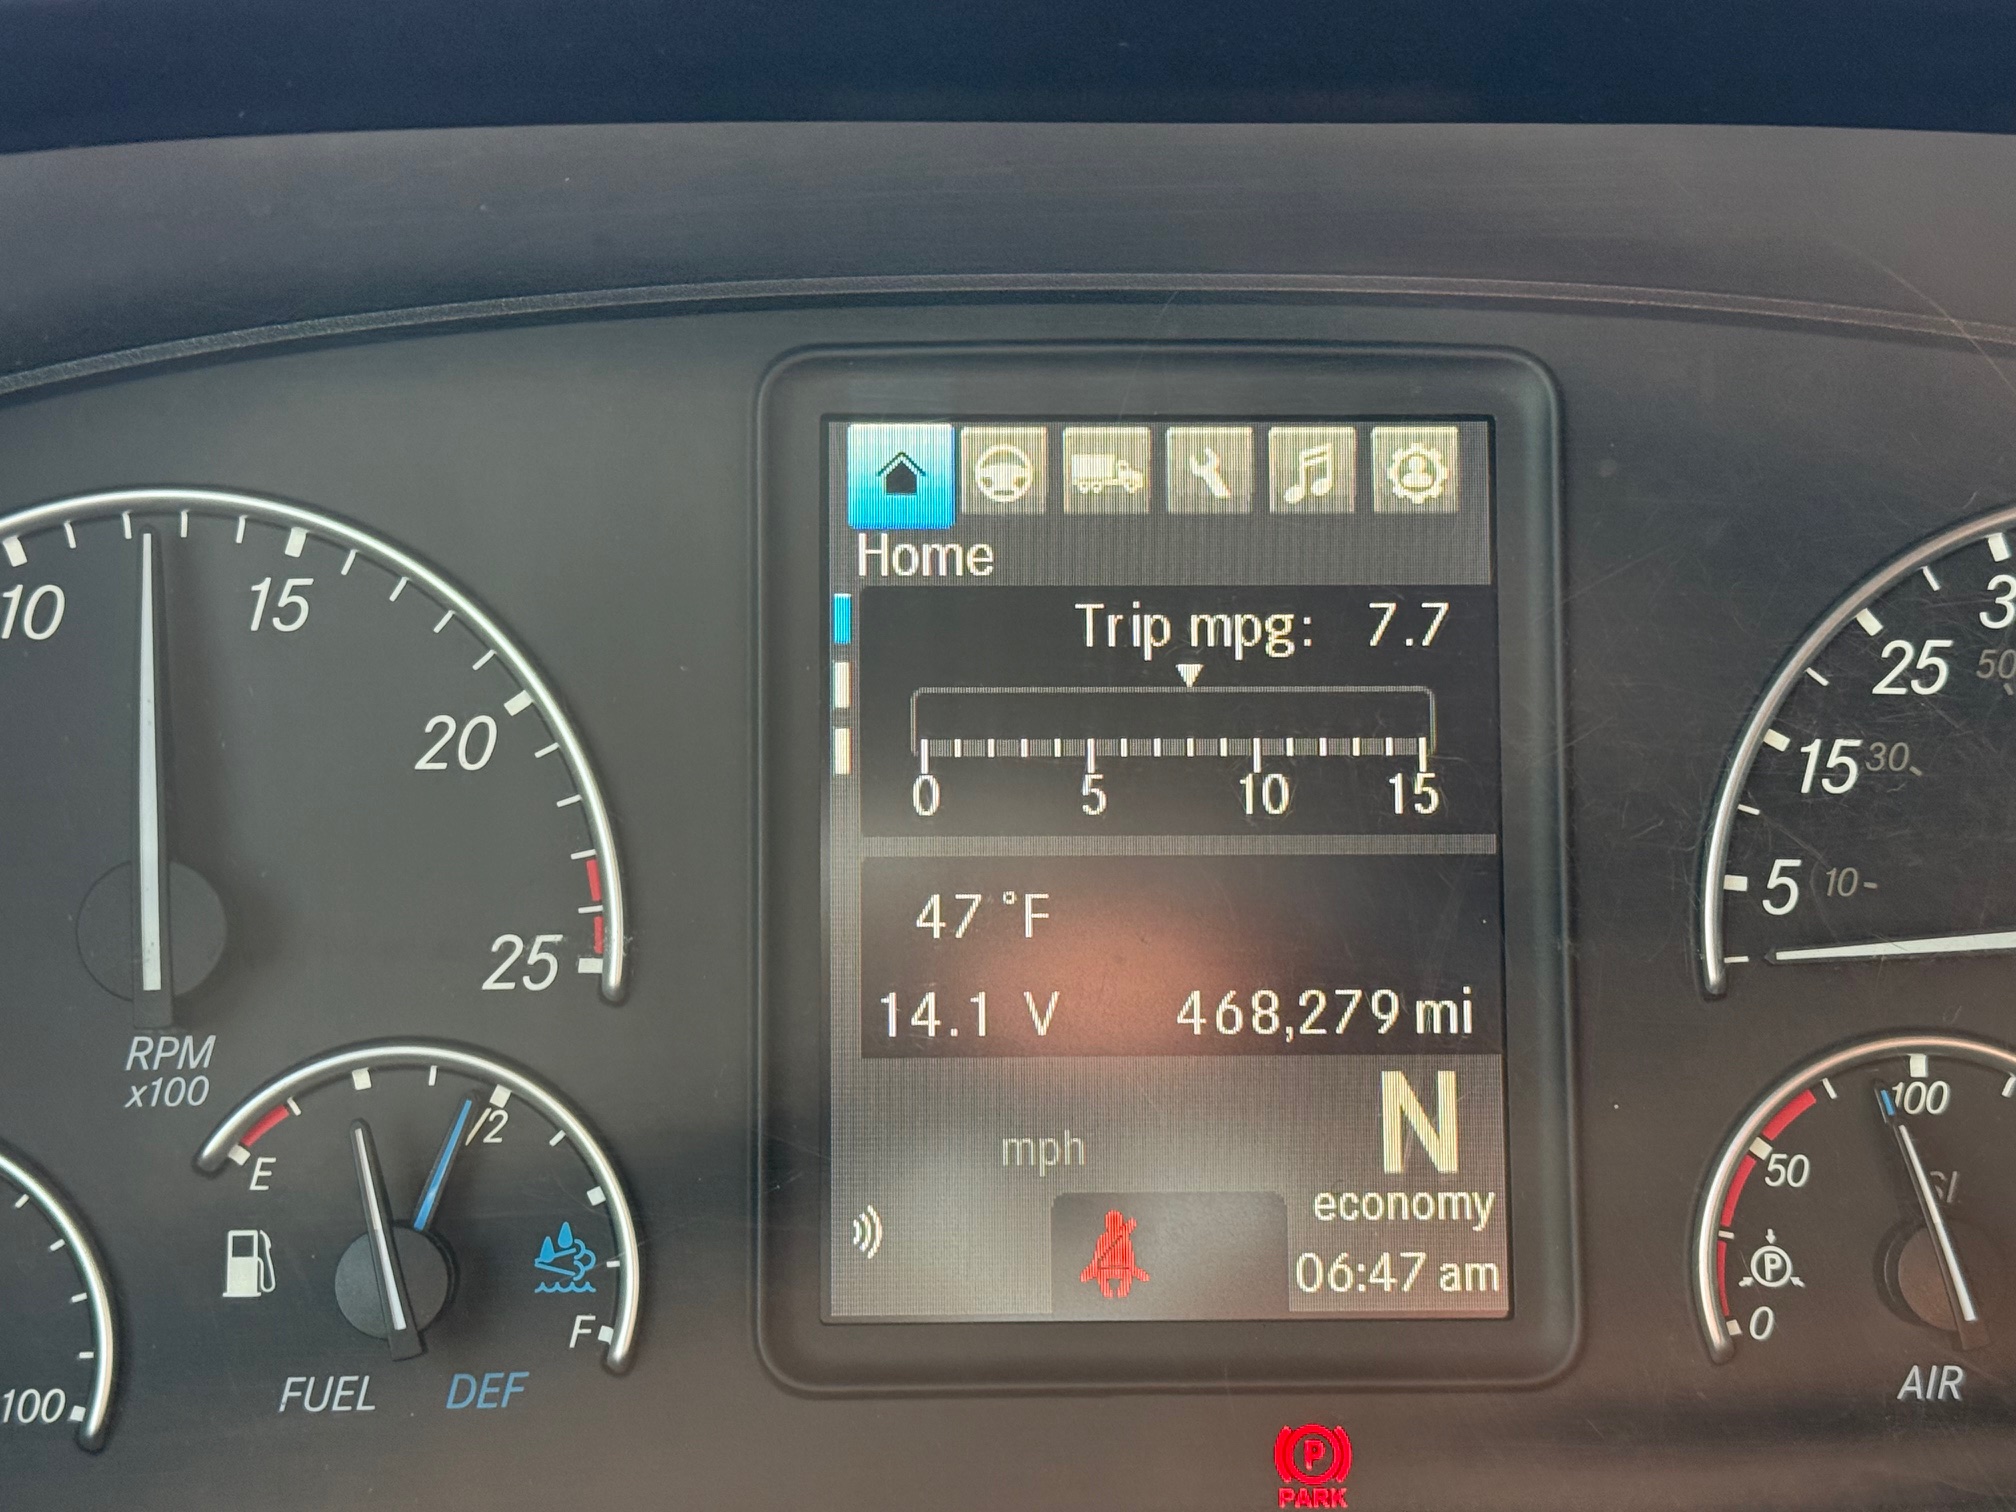 Home
Trip mpg: 7.7
0 5 10 15
47 °F
14.1 V 468,279 mi
N
mph
economy
06:47 am
10 15 20 25
RPM
x100
E /2 F
FUEL DEF
100
25 50
15 30
5 10
100
50
P
0
AIR
P
PARK